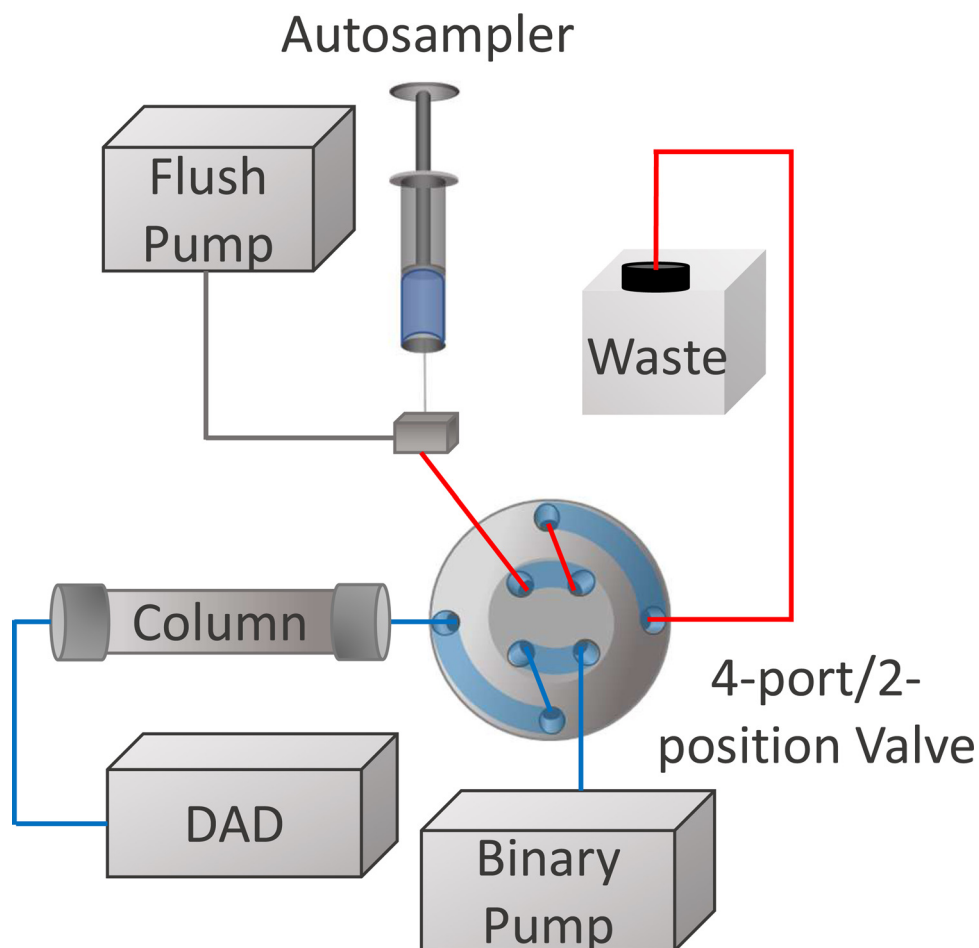 Autosampler
Flush
Pump
Waste
Column
4-port/2-
position Valve
DAD
Binary
Pump